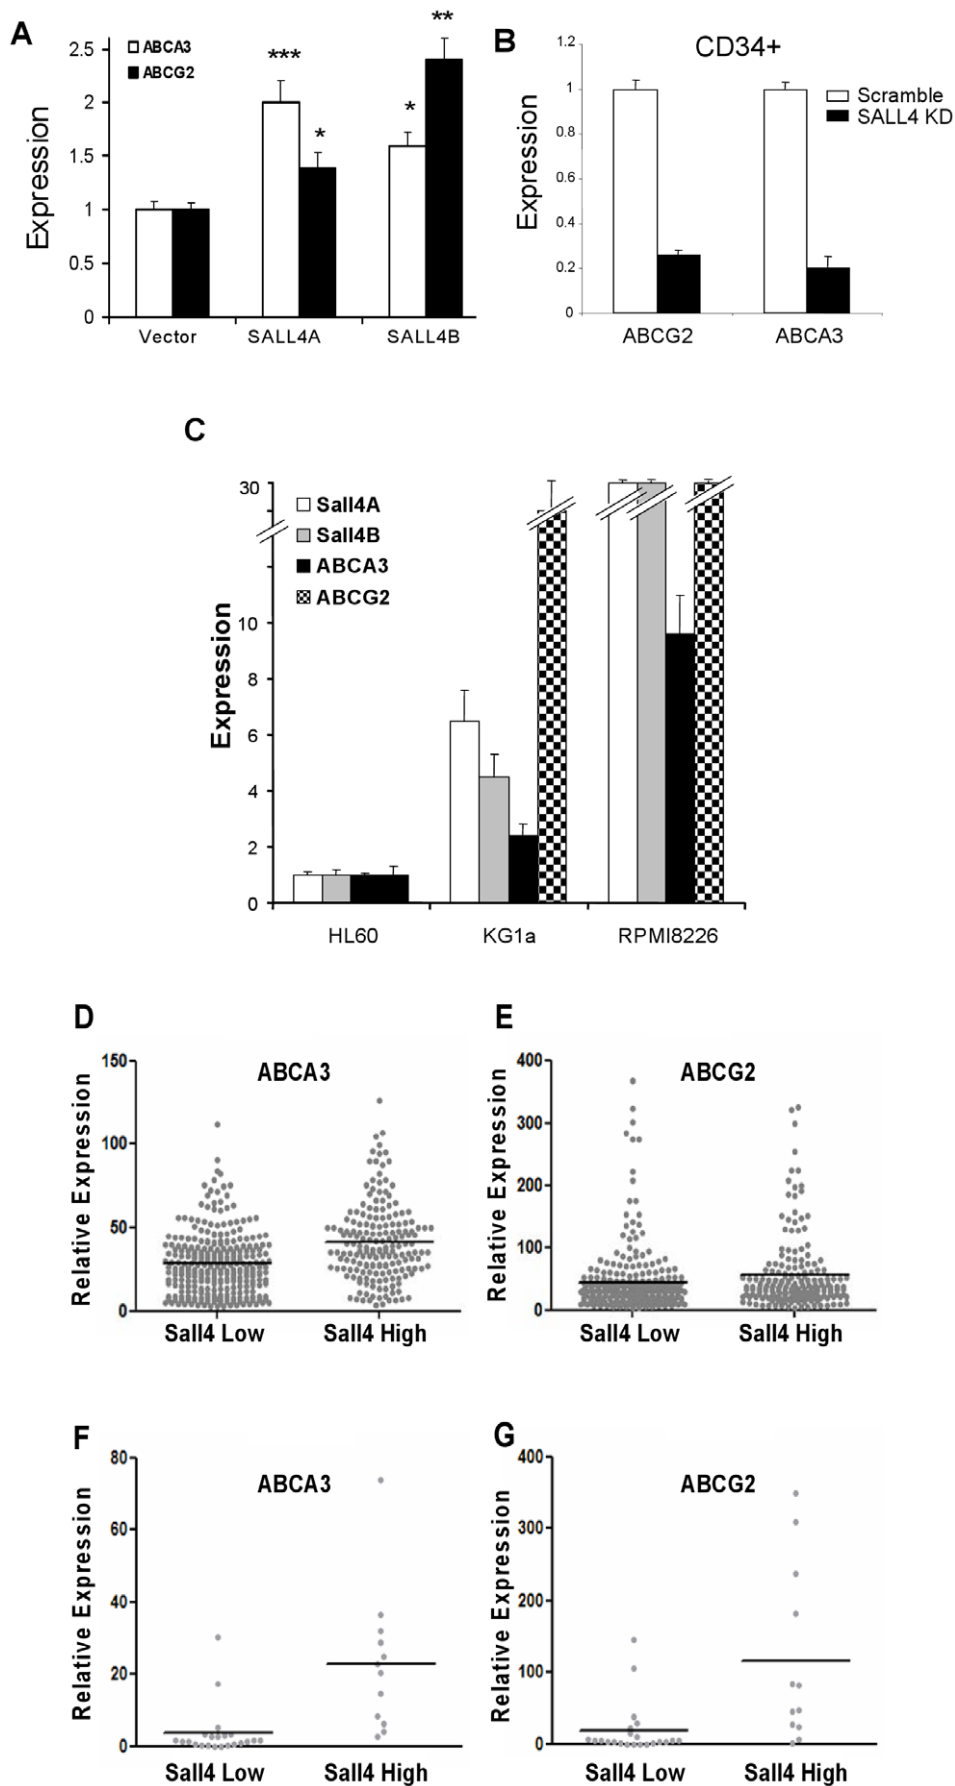 A
ABCA3
ABCG2
***
*
*
**
2.5
2
1.5
1
0.5
0
Expression
Vector SALL4A SALL4B
B
CD34+
Scramble
SALL4 KD
1.2
1
0.8
0.6
0.4
0.2
0
Expression
ABCG2 ABCA3
C
Sall4A
Sall4B
ABCA3
ABCG2
30
10
8
6
4
2
0
Expression
HL60 KG1a RPMI8226
D
ABCA3
150
100
50
0
Relative Expression
Sall4 Low Sall4 High
E
ABCG2
400
300
200
100
0
Relative Expression
Sall4 Low Sall4 High
F
ABCA3
80
60
40
20
0
Relative Expression
Sall4 Low Sall4 High
G
ABCG2
400
300
200
100
0
Relative Expression
Sall4 Low Sall4 High